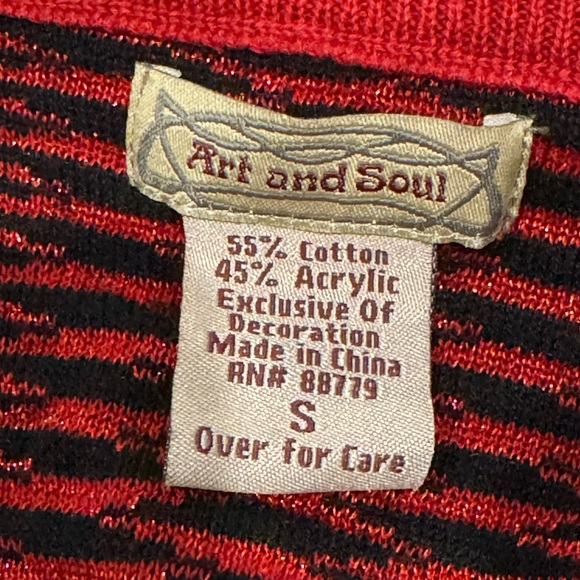 Art and Soul
55% Cotton
45% Acrylic
Exclusive Of
Decoration
Made in China
RN# 88779
S
Over for Care